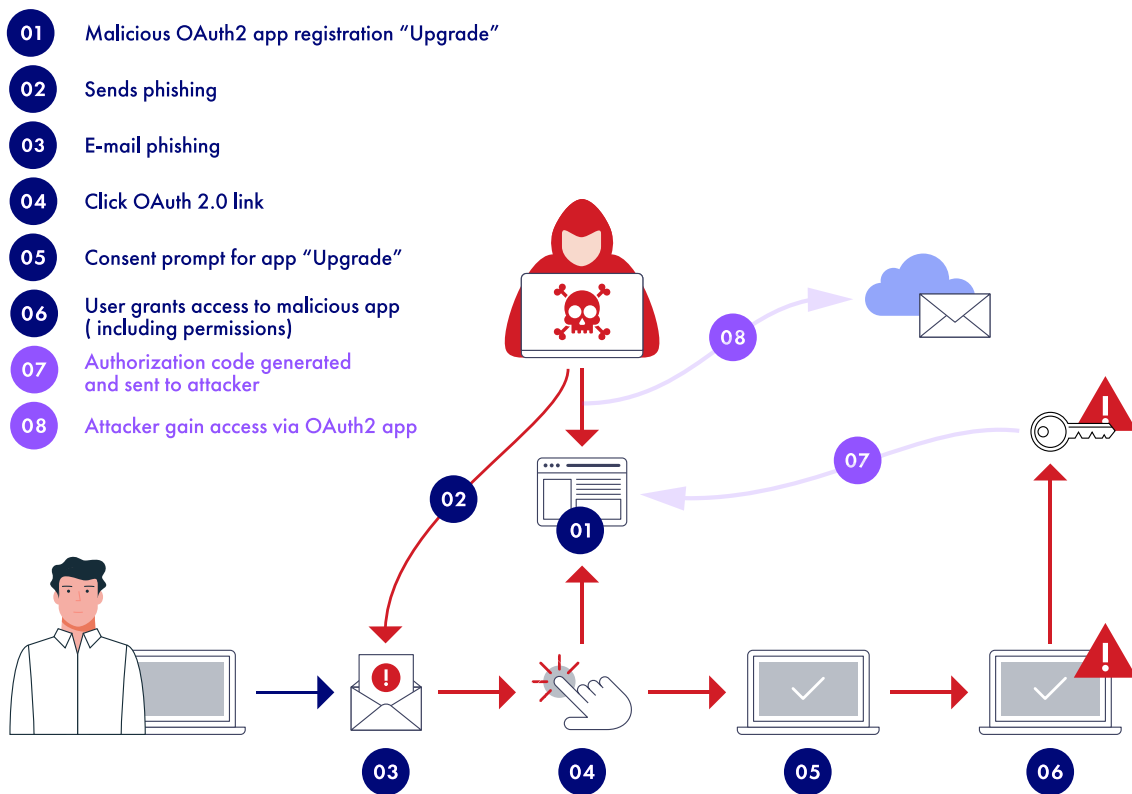 01 Malicious OAuth2 app registration “Upgrade”
02 Sends phishing
03 E-mail phishing
04 Click OAuth 2.0 link
05 Consent prompt for app “Upgrade”
06 User grants access to malicious app
( including permissions)
07 Authorization code generated
and sent to attacker
08 Attacker gain access via OAuth2 app
08
07
02
01
03
04
05
06